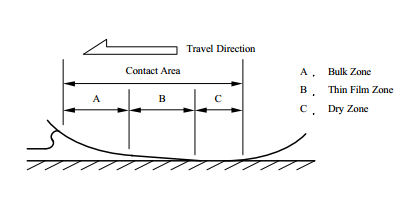 Travel Direction
Contact Area
A B C
A . Bulk Zone
B . Thin Film Zone
C . Dry Zone